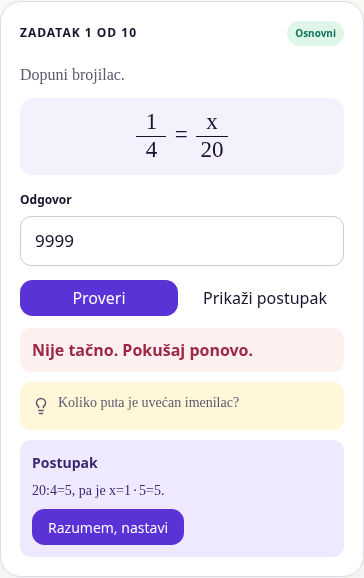 ZADATAK 1 OD 10
Osnovni
Dopuni brojilac.
1/4 = x/20
Odgovor
9999
Proveri
Prikaži postupak
Nije tačno. Pokušaj ponovo.
Koliko puta je uvećan imenilac?
Postupak
20:4=5, pa je x=1·5=5.
Razumem, nastavi